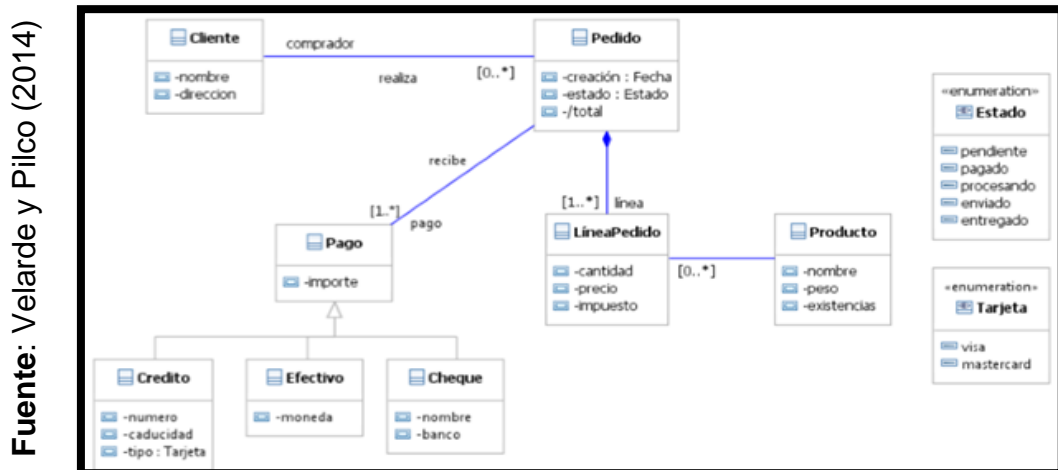 Fuente: Velarde y Pilco (2014)
Cliente
-nombre
-direccion
comprador
realiza
[0..*]
Pedido
-creación : Fecha
-estado : Estado
-/total
«enumeration»
Estado
pendiente
pagado
procesando
enviado
entregado
recibe
[1..*]
pago
[1..*] línea
Pago
-importe
LíneaPedido
-cantidad
-precio
-impuesto
[0..*]
Producto
-nombre
-peso
-existencias
«enumeration»
Tarjeta
visa
mastercard
Credito
-numero
-caducidad
-tipo : Tarjeta
Efectivo
-moneda
Cheque
-nombre
-banco